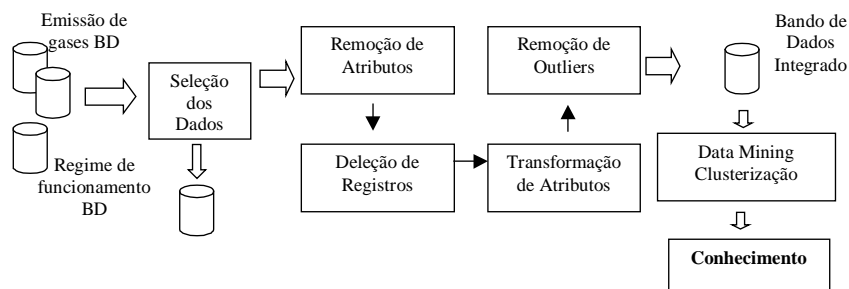 Emissão de
gases BD
Regime de
funcionamento
BD
Seleção
dos
Dados
Remoção de
Atributos
Deleção de
Registros
Transformação
de Atributos
Remoção de
Outliers
Bando de
Dados
Integrado
Data Mining
Clusterização
Conhecimento